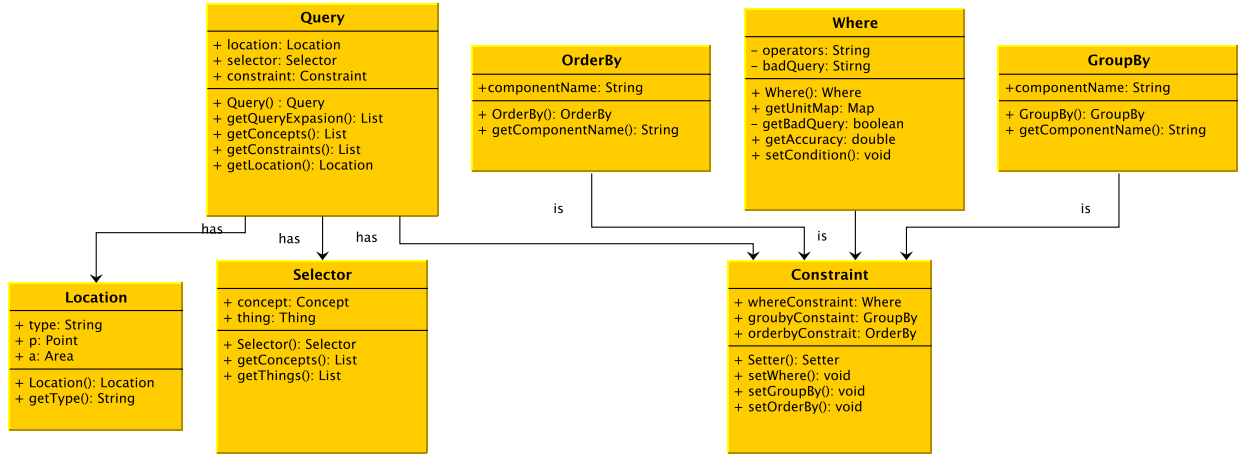 Query
+ location: Location
+ selector: Selector
+ constraint: Constraint
+ Query() : Query
+ getQueryExpasion(): List
+ getConcepts(): List
+ getConstraints(): List
+ getLocation(): Location
OrderBy
+componentName: String
+ OrderBy(): OrderBy
+ getComponentName(): String
Where
- operators: String
- badQuery: Stirng
+ Where(): Where
+ getUnitMap: Map
- getBadQuery: boolean
+ getAccuracy: double
+ setCondition(): void
GroupBy
+componentName: String
+ GroupBy(): GroupBy
+ getComponentName(): String
has
has
has
is
is
is
Location
+ type: String
+ p: Point
+ a: Area
+ Location(): Location
+ getType(): String
Selector
+ concept: Concept
+ thing: Thing
+ Selector(): Selector
+ getConcepts(): List
+ getThings(): List
Constraint
+ whereConstraint: Where
+ groubyConstaint: GroupBy
+ orderbyConstrait: OrderBy
+ Setter(): Setter
+ setWhere(): void
+ setGroupBy(): void
+ setOrderBy(): void